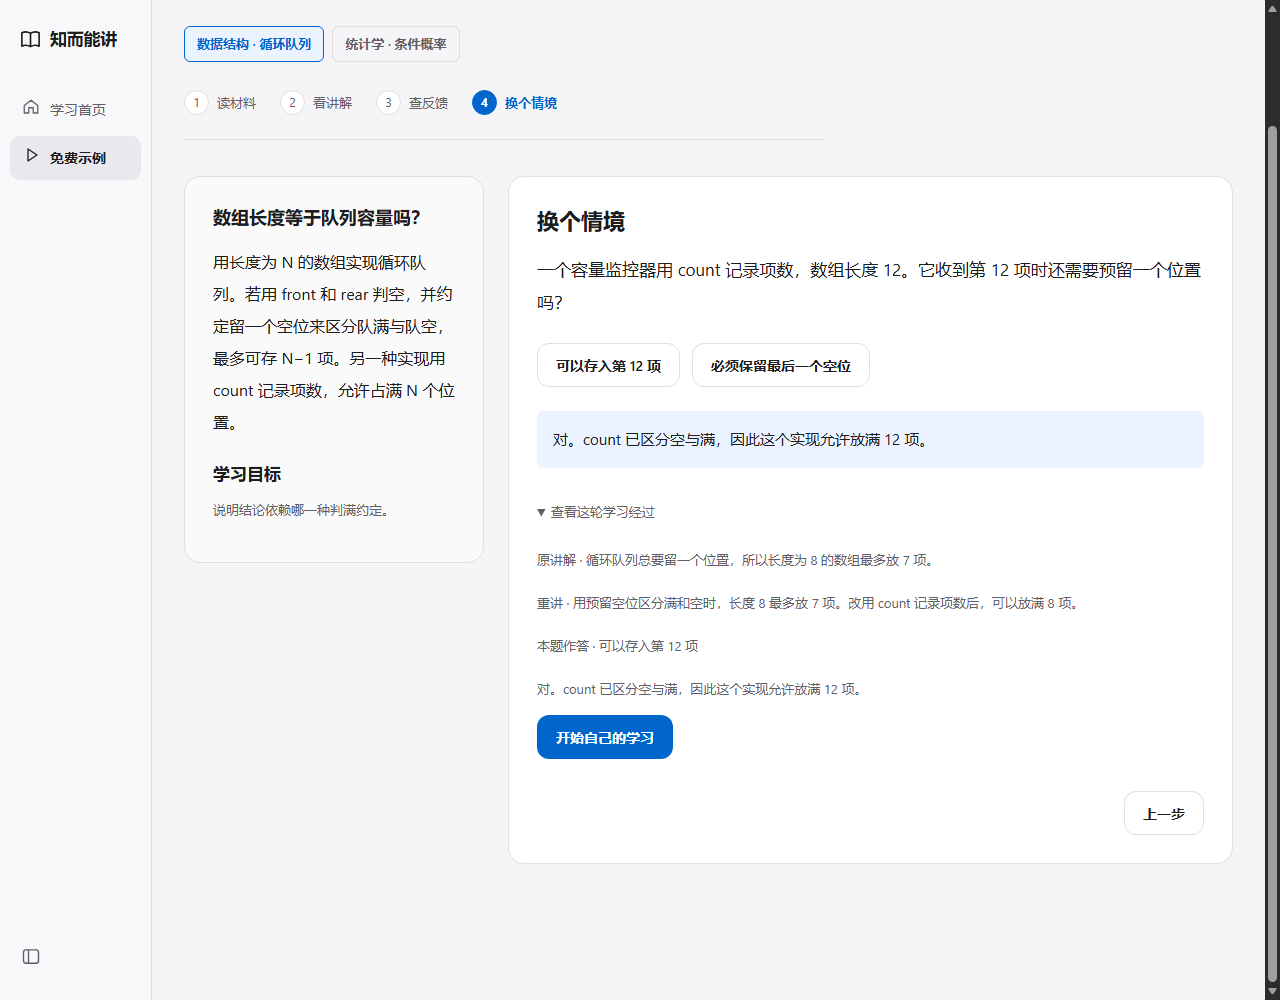 知而能讲
学习首页
免费示例
数据结构 · 循环队列
统计学 · 条件概率
1 读材料
2 看讲解
3 查反馈
4 换个情境
数组长度等于队列容量吗？
用长度为 N 的数组实现循环队
列。若用 front 和 rear 判空，并约
定留一个空位来区分队满与队空，
最多可存 N−1 项。另一种实现用
count 记录项数，允许占满 N 个位
置。
学习目标
说明结论依赖哪一种判满约定。
换个情境
一个容量监控器用 count 记录项数，数组长度 12。它收到第 12 项时还需要预留一个位置
吗？
可以存入第 12 项
必须保留最后一个空位
对。count 已区分空与满，因此这个实现允许放满 12 项。
▼ 查看这轮学习经过
原讲解 · 循环队列总要留一个位置，所以长度为 8 的数组最多放 7 项。
重讲 · 用预留空位区分满和空时，长度 8 最多放 7 项。改用 count 记录项数后，可以放满 8 项。
本题作答 · 可以存入第 12 项
对。count 已区分空与满，因此这个实现允许放满 12 项。
开始自己的学习
上一步